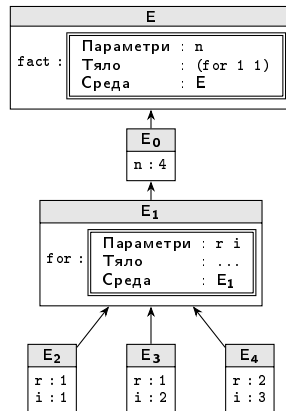 E
fact : Параметри : n
Тяло : (for 1 1)
Среда : E
E0
n : 4
E1
for : Параметри : r i
Тяло : ...
Среда : E1
E2 E3 E4
r : 1 r : 1 r : 2
i : 1 i : 2 i : 3